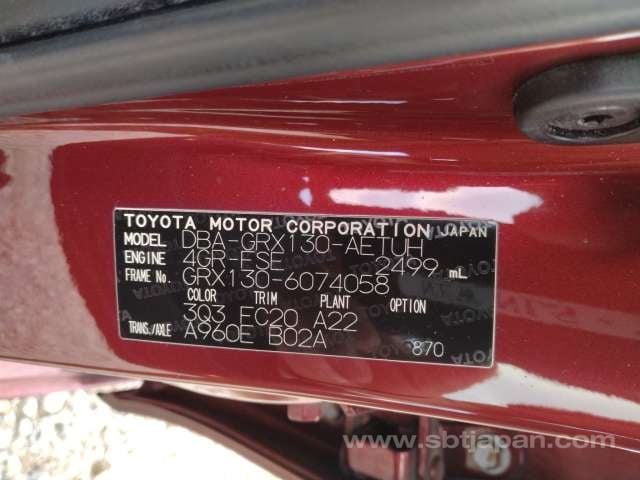 TOYOTA MOTOR CORPORATION JAPAN
MODEL DBA-GRX130-AETUH
ENGINE 4GR-FSE 2499 mL
FRAME No. GRX130-6074058
COLOR TRIM PLANT OPTION
3Q3 FC20 A22
TRANS./AXLE A960E B02A 870
www.sbtjapan.com